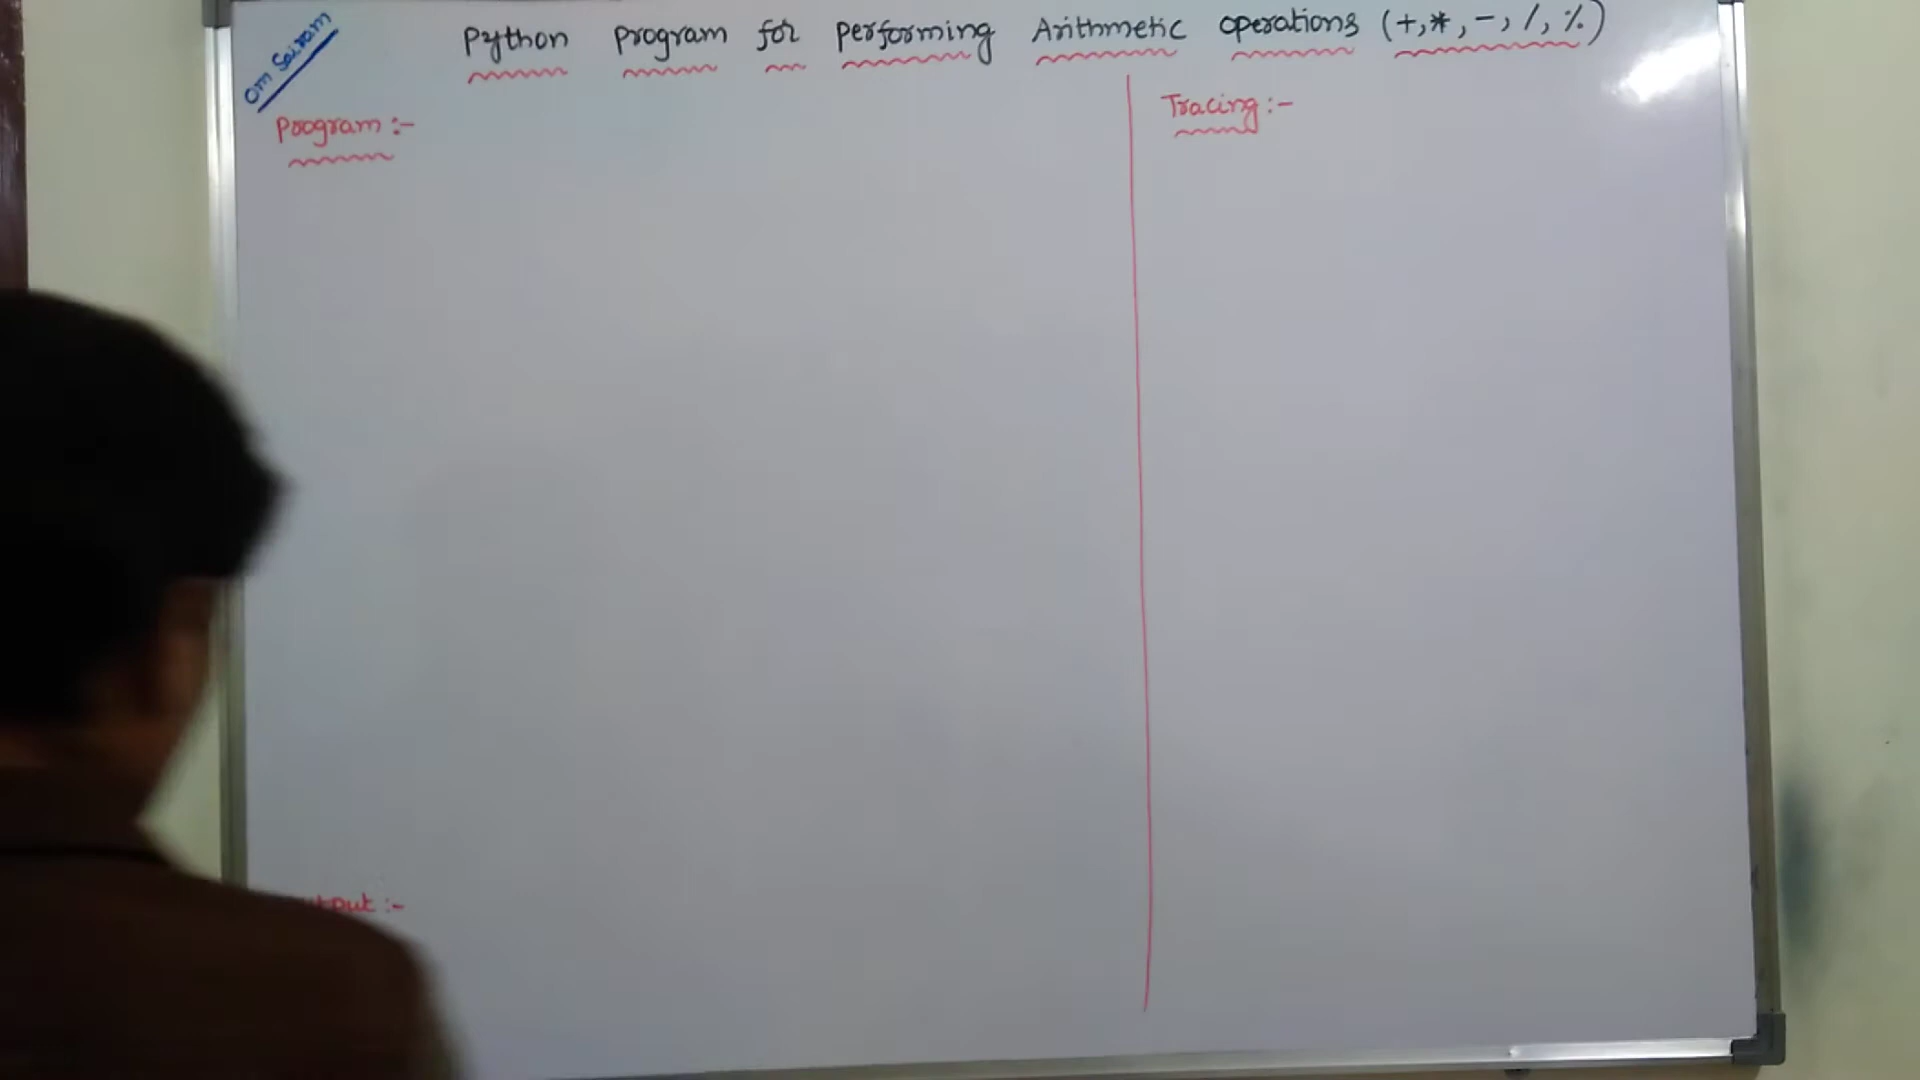 Om Sairam
Python program for performing Arithmetic operations (+,*,-,/,%)
Program:-
Tracing:-